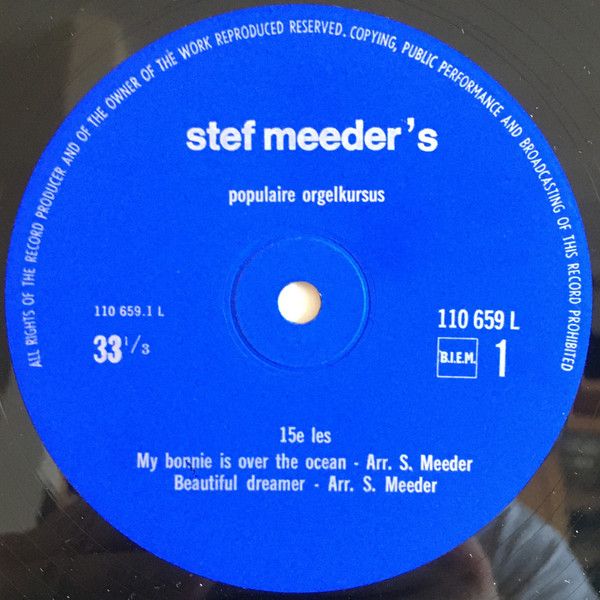 ALL RIGHTS OF THE RECORD PRODUCER AND OF THE OWNER OF THE WORK REPRODUCED RESERVED. COPYING, PUBLIC PERFORMANCE AND BROADCASTING OF THIS RECORD PROHIBITED
stef meeder's
populaire orgelkursus
110 659.1 L
33 1/3
110 659 L
B.I.E.M. 1
15e les
My bonnie is over the ocean - Arr. S. Meeder
Beautiful dreamer - Arr. S. Meeder